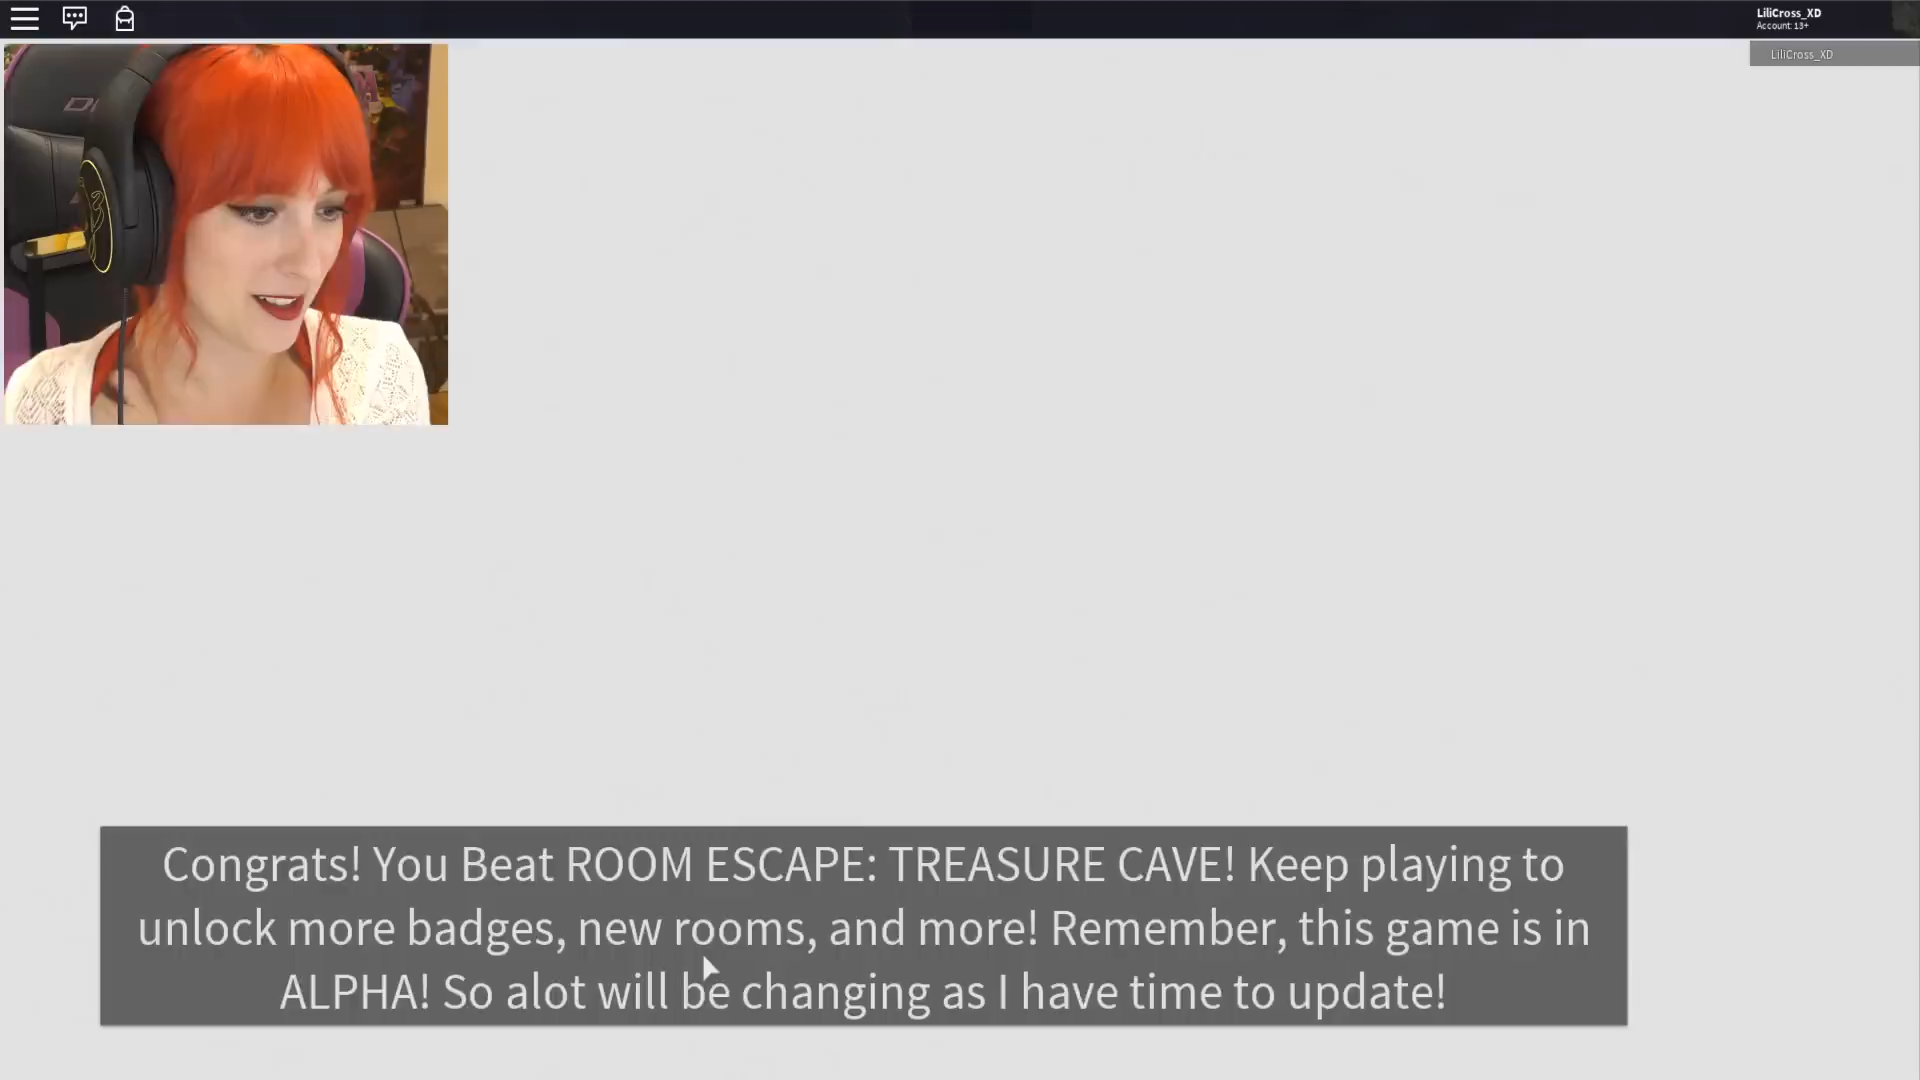 LiliCross_XD
Account: 13+
LiliCross_XD
Congrats! You Beat ROOM ESCAPE: TREASURE CAVE! Keep playing to
unlock more badges, new rooms, and more! Remember, this game is in
ALPHA! So alot will be changing as I have time to update!